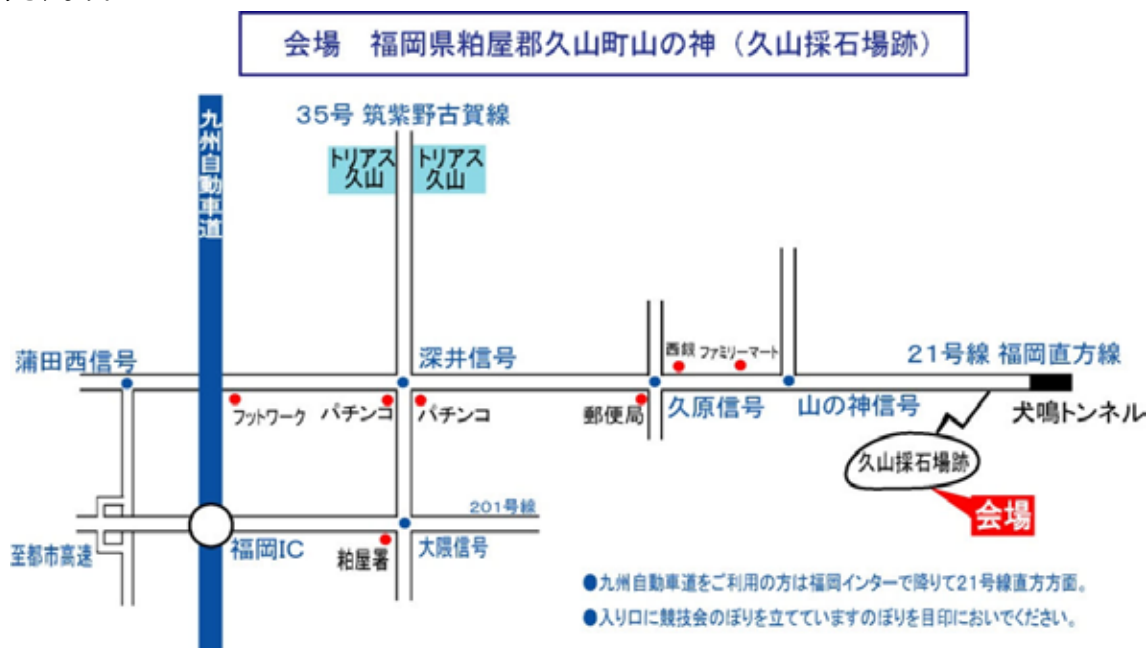 会場 福岡県粕屋郡久山町山の神（久山採石場跡）
九州自動車道
35号 筑紫野古賀線
トリアス
久山
トリアス
久山
蒲田西信号
深井信号
西銀
ファミリーマート
21号線 福岡直方線
フットワーク
パチンコ
パチンコ
郵便局
久原信号
山の神信号
犬鳴トンネル
久山採石場跡
会場
201号線
至都市高速
福岡IC
粕屋署
大隈信号
●九州自動車道をご利用の方は福岡インターで降りて21号線直方方面。
●入り口に競技会のぼりを立てていますのぼりを目印においでください。